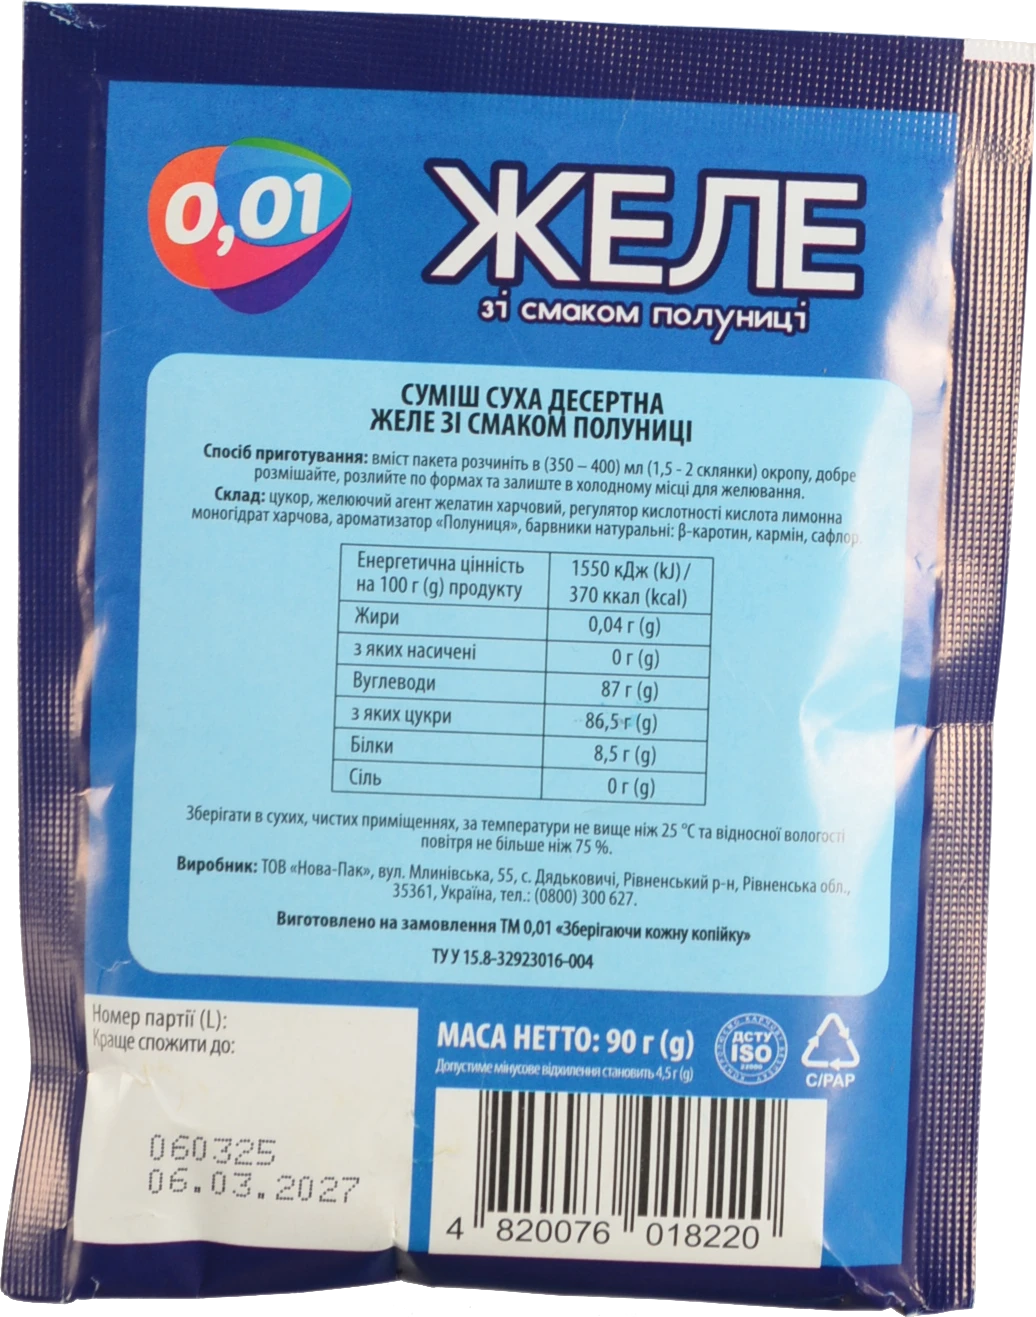 0,01
ЖЕЛЕ
зі смаком полуниці
СУМІШ СУХА ДЕСЕРТНА
ЖЕЛЕ ЗІ СМАКОМ ПОЛУНИЦІ
Спосіб приготування: вміст пакета розчиніть в (350 – 400) мл (1,5 - 2 склянки) окропу, добре
розмішайте, розлийте по формах та залиште в холодному місці для желювання.
Склад: цукор, желюючий агент желатин харчовий, регулятор кислотності кислота лимонна
моногідрат харчова, ароматизатор «Полуниця», барвники натуральні: β-каротин, кармін, сафлор.
Енергетична цінність
на 100 г (g) продукту
1550 кДж (kJ) /
370 ккал (kcal)
Жири 0,04 г (g)
з яких насичені 0 г (g)
Вуглеводи 87 г (g)
з яких цукри 86,5 г (g)
Білки 8,5 г (g)
Сіль 0 г (g)
Зберігати в сухих, чистих приміщеннях, за температури не вище ніж 25 °С та відносної вологості
повітря не більше ніж 75 %.
Виробник: ТОВ «Нова-Пак», вул. Млинівська, 55, с. Дядьковичі, Рівненський р-н, Рівненська обл.,
35361, Україна, тел.: (0800) 300 627.
Виготовлено на замовлення ТМ 0,01 «Зберігаючи кожну копійку»
ТУ У 15.8-32923016-004
Номер партії (L):
Краще спожити до:
060325
06.03.2027
МАСА НЕТТО: 90 г (g)
Допустиме мінусове відхилення становить 4,5 г (g)
ДСТУ
ISO
22000
C/PAP
4 820076 018220